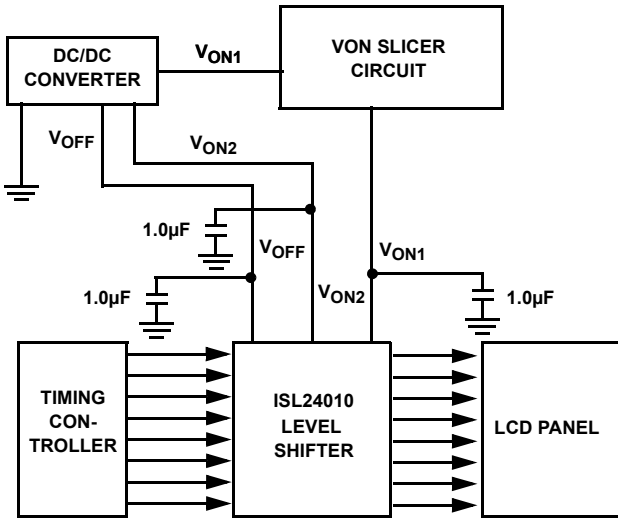 DC/DC
CONVERTER
VON1
VON SLICER
CIRCUIT
VOFF
VON2
1.0µF
VOFF
VON1
1.0µF
VON2
1.0µF
TIMING
CON-
TROLLER
ISL24010
LEVEL
SHIFTER
LCD PANEL